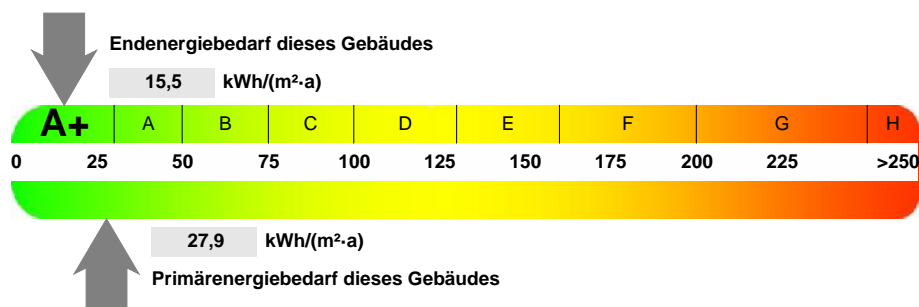 Endenergiebedarf dieses Gebäudes
15,5 kWh/(m²·a)
A+ A B C D E F G H
0 25 50 75 100 125 150 175 200 225 >250
27,9 kWh/(m²·a)
Primärenergiebedarf dieses Gebäudes